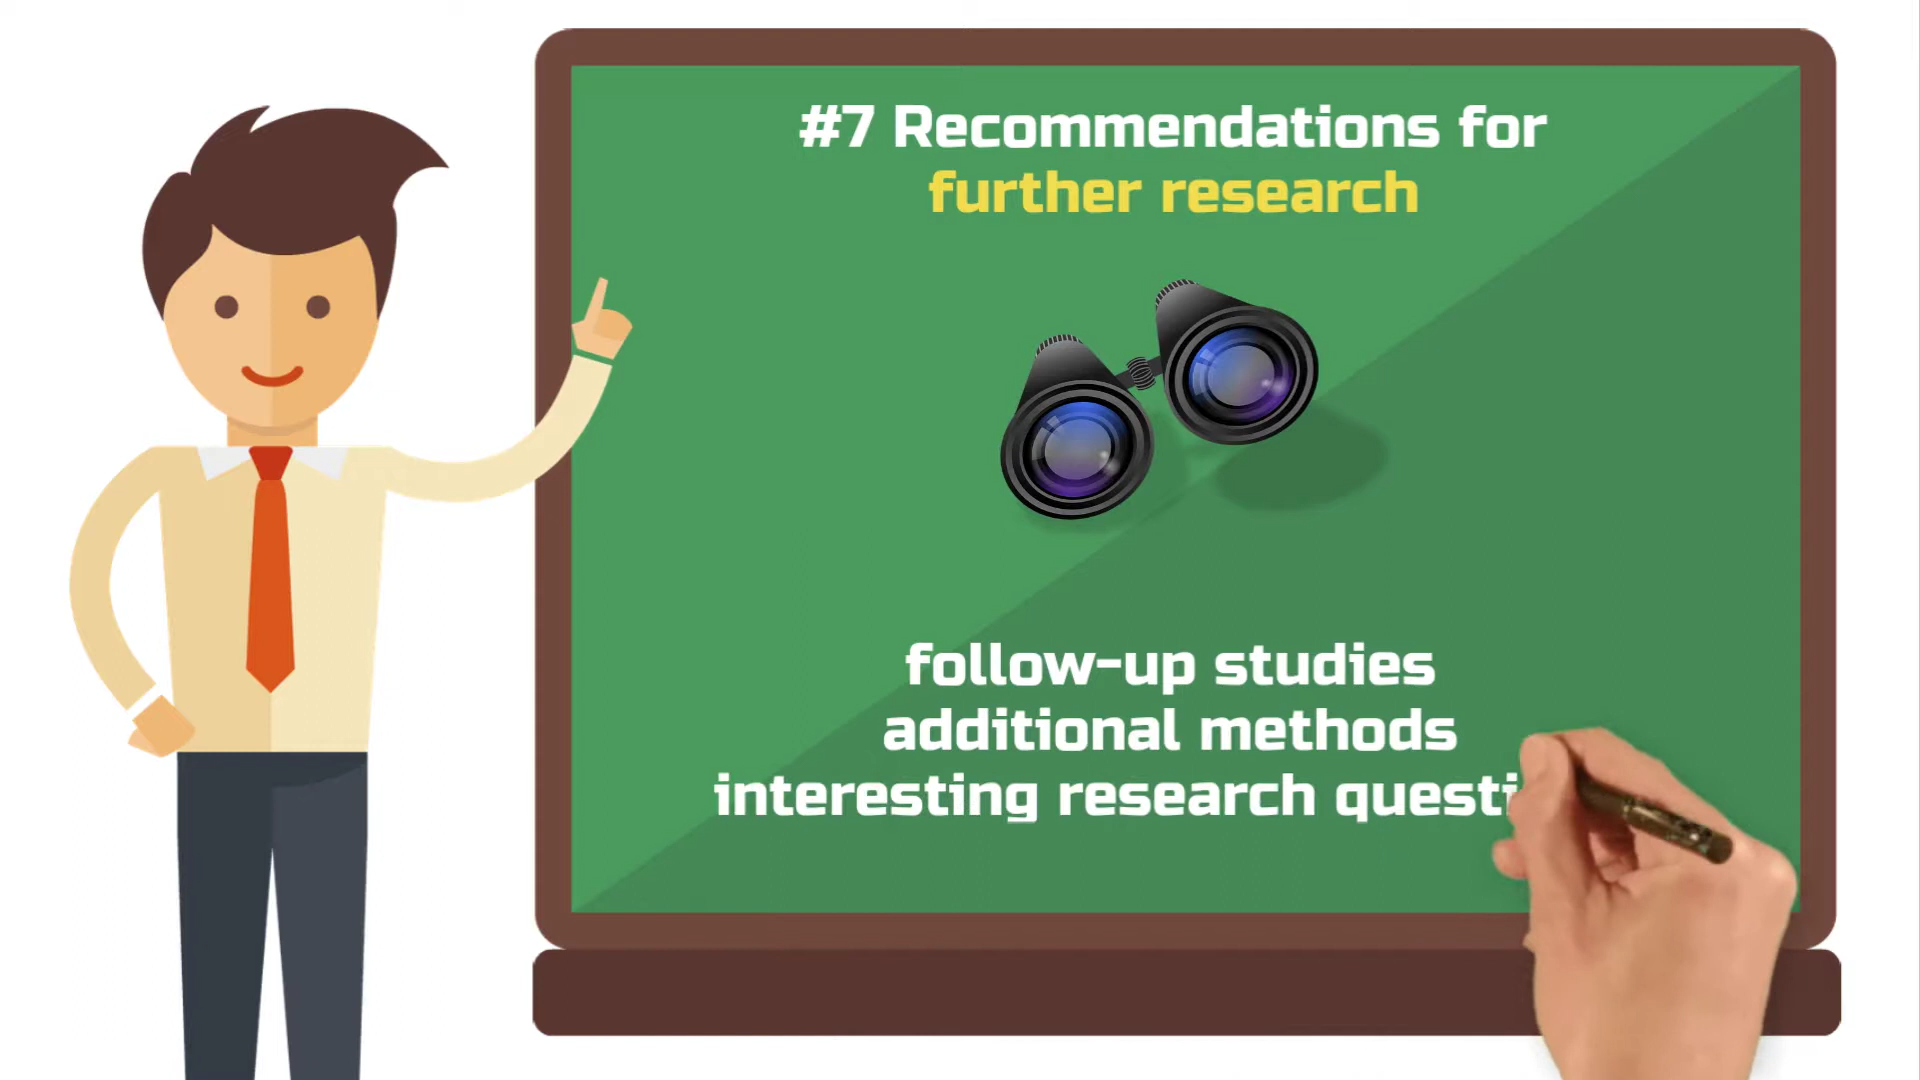 #7 Recommendations for
further research
follow-up studies
additional methods
interesting research questi